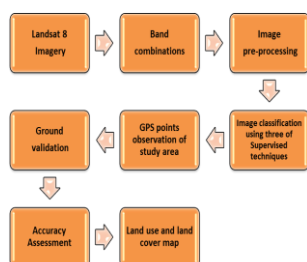 Landsat 8
Imagery
Band
combinations
Image
pre-processing
Image classification
using three of
Supervised
techniques
GPS points
observation of
study area
Ground
validation
Accuracy
Assessment
Land use and land
cover map